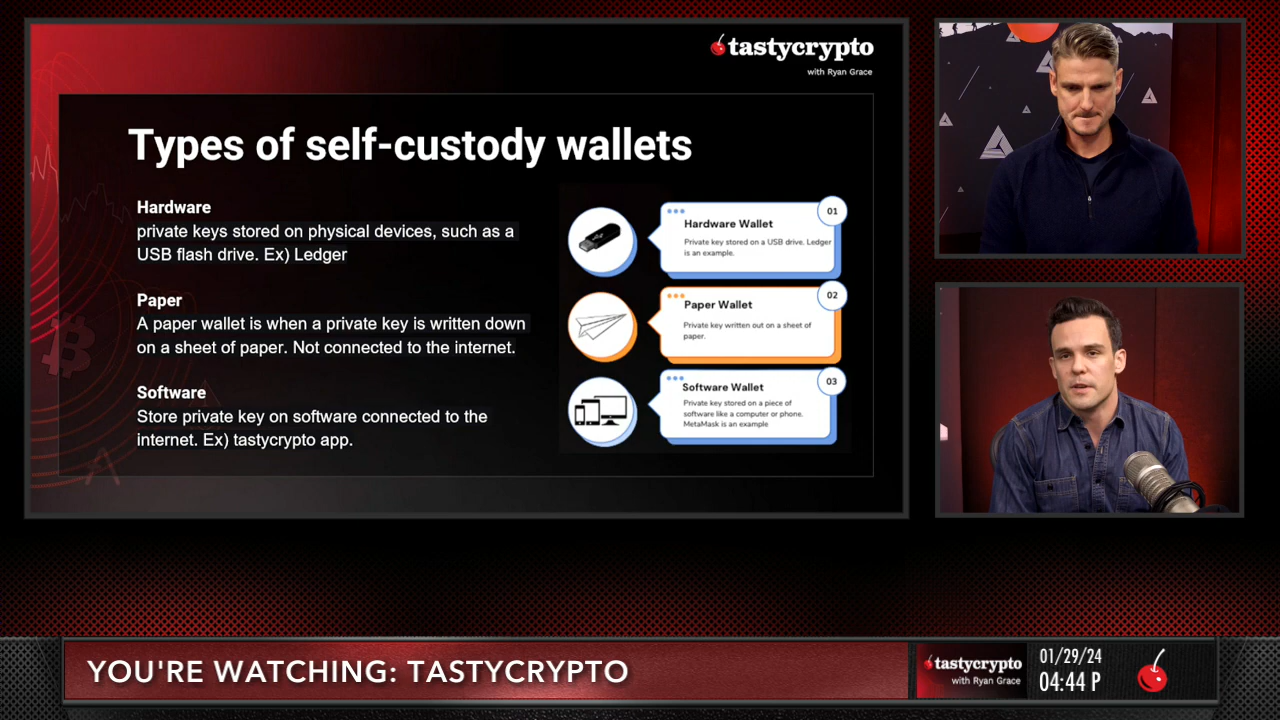 tastycrypto
with Ryan Grace
Types of self-custody wallets
Hardware
private keys stored on physical devices, such as a
USB flash drive. Ex) Ledger
Paper
A paper wallet is when a private key is written down
on a sheet of paper. Not connected to the internet.
Software
Store private key on software connected to the
internet. Ex) tastycrypto app.
01
Hardware Wallet
Private key stored on a USB drive. Ledger
is an example.
02
Paper Wallet
Private key written out on a sheet of
paper.
03
Software Wallet
Private key stored on a piece of
software like a computer or phone.
MetaMask is an example
YOU'RE WATCHING: TASTYCRYPTO
tastycrypto
with Ryan Grace
01/29/24
04:44 P